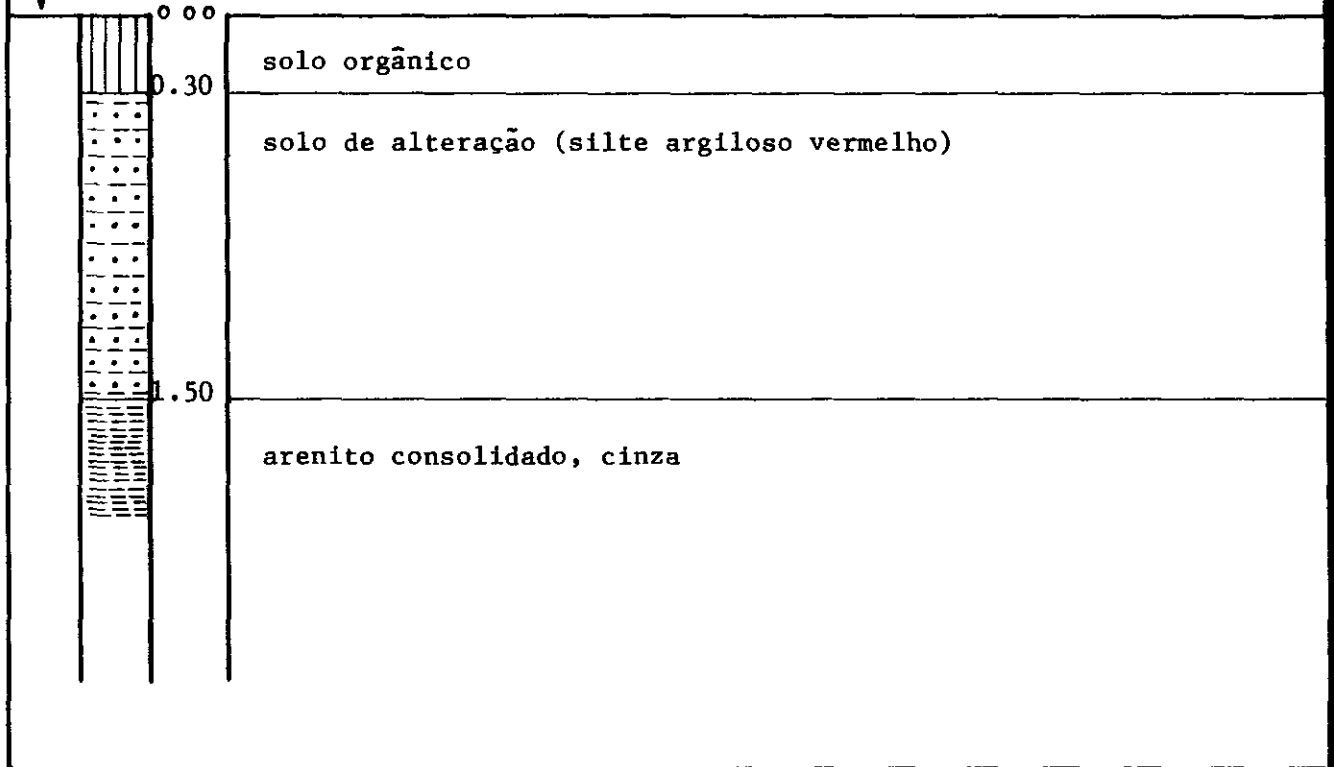 0 00
solo orgânico
0.30
solo de alteração (silte argiloso vermelho)
1.50
arenito consolidado, cinza